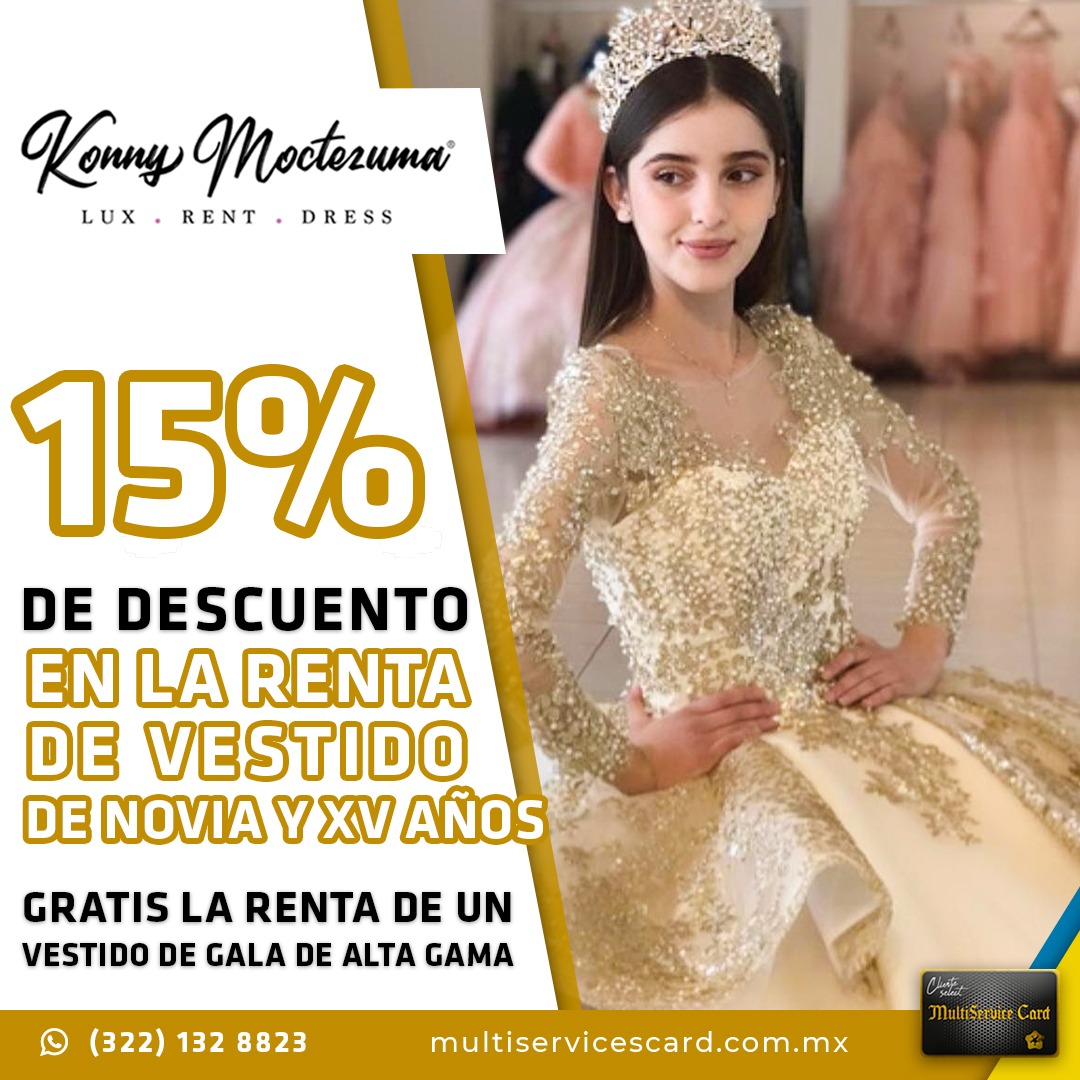 Konny Moctezuma®
LUX . RENT . DRESS
15%
DE DESCUENTO
EN LA RENTA
DE VESTIDO
DE NOVIA Y XV AÑOS
GRATIS LA RENTA DE UN
VESTIDO DE GALA DE ALTA GAMA
(322) 132 8823
multiservicescard.com.mx
Cliente
select
MultiService Card